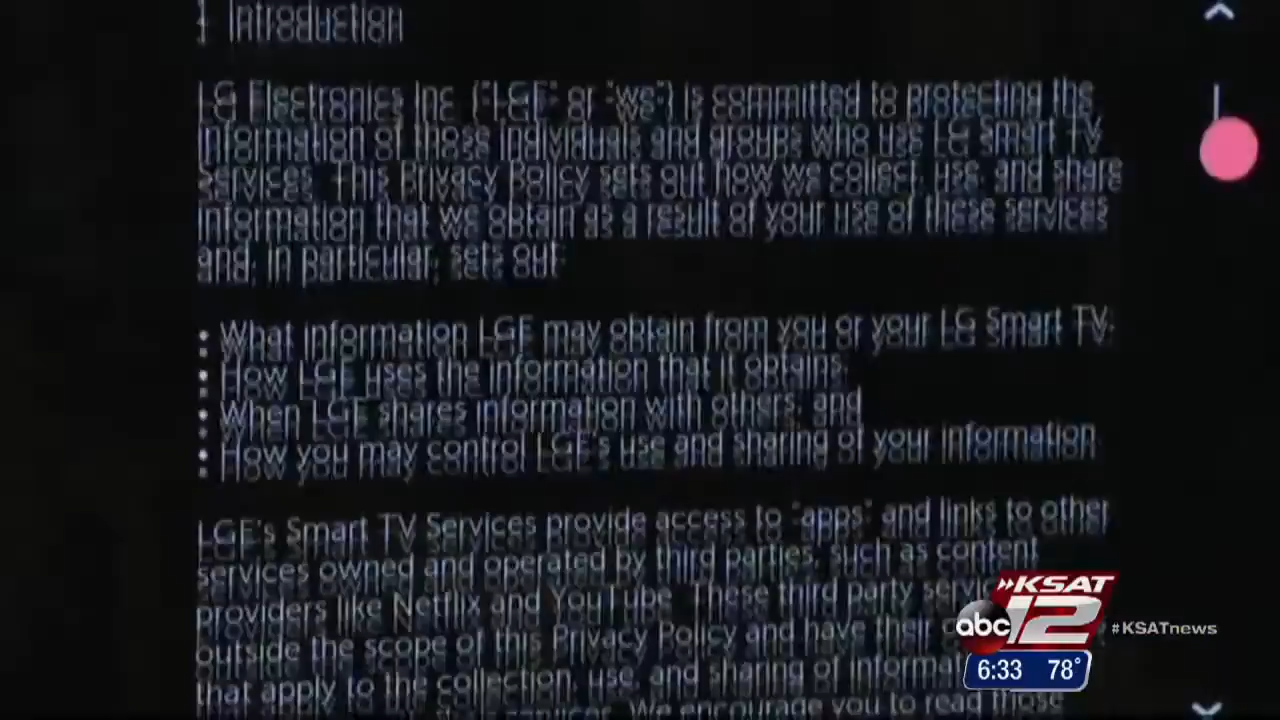 1 Introduction
LG Electronics Inc. ("LGE" or "we") is committed to protecting the
information of those individuals and groups who use LG Smart TV
Services. This Privacy Policy sets out how we collect, use, and share
information that we obtain as a result of your use of these services
and, in particular, sets out:
• What information LGE may obtain from you or your LG Smart TV;
• How LGE uses the information that it obtains;
• When LGE shares information with others; and
• How you may control LGE's use and sharing of your information.
LGE's Smart TV Services provide access to "apps" and links to other
services owned and operated by third parties, such as content
providers like Netflix and YouTube. These third party
outside the scope of this Privacy Policy and have their
that apply to the collection, use, and sharing of
We encourage you to read those
»KSAT
abc 12
#KSATnews
6:33 78°